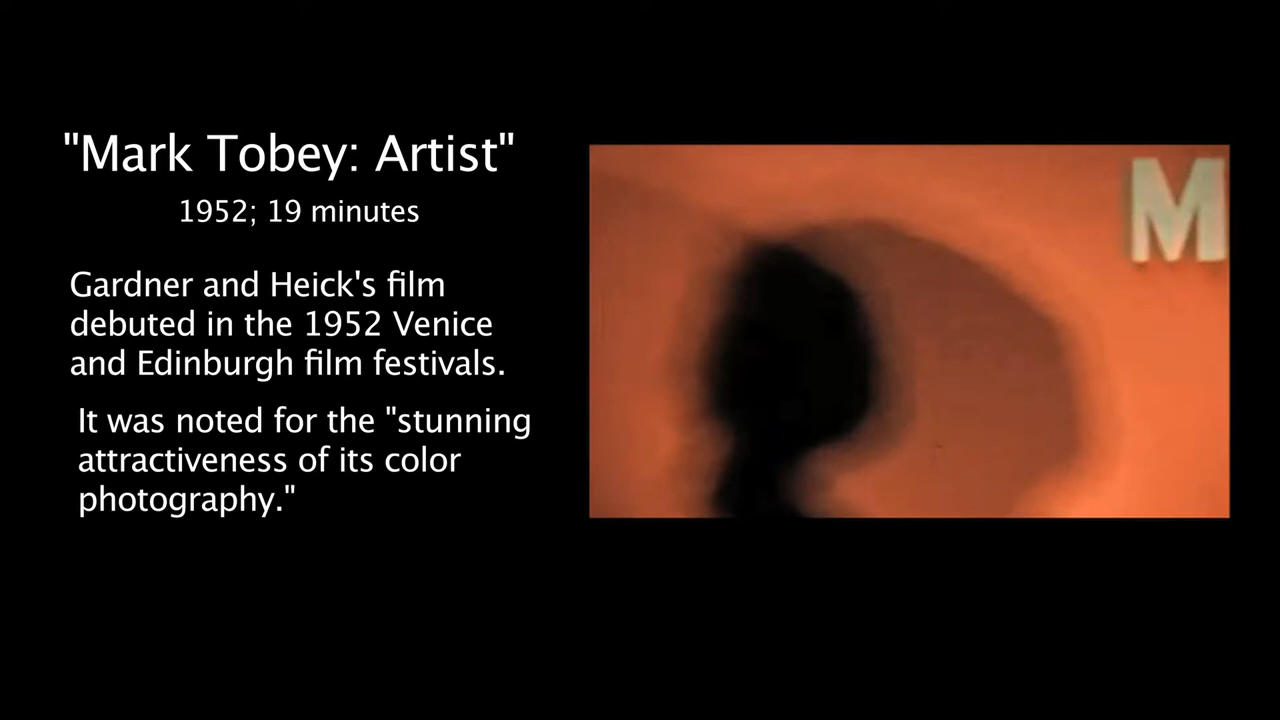 "Mark Tobey: Artist"
1952; 19 minutes
Gardner and Heick's film
debuted in the 1952 Venice
and Edinburgh film festivals.
It was noted for the "stunning
attractiveness of its color
photography."
M